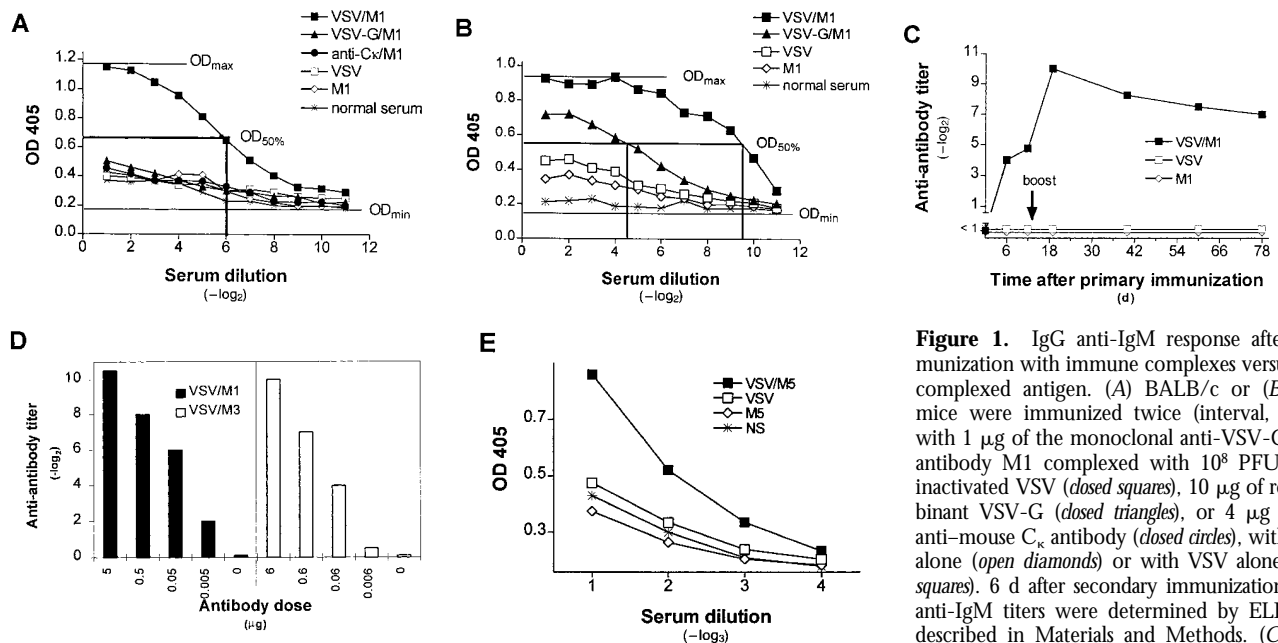 A
VSV/M1
VSV-G/M1
anti-Cκ/M1
VSV
M1
normal serum
ODmax
OD50%
ODmin
OD 405
1.2
1.0
0.8
0.6
0.4
0.2
0.0
0 2 4 6 8 10 12
Serum dilution
(−log2)
B
VSV/M1
VSV-G/M1
VSV
M1
normal serum
ODmax
OD50%
ODmin
OD 405
1.0
0.8
0.6
0.4
0.2
0.0
0 2 4 6 8 10 12
Serum dilution
(−log2)
C
Anti-antibody titer
(−log2)
11
9
7
5
3
1
< 1
VSV/M1
VSV
M1
boost
6 18 30 42 54 66 78
Time after primary immunization
(d)
D
Anti-antibody titer
(-log2)
10
8
6
4
2
0
VSV/M1
VSV/M3
5 0.5 0.05 0.005 0 6 0.6 0.06 0.006 0
Antibody dose
(μg)
E
OD 405
0.7
0.5
0.3
VSV/M5
VSV
M5
NS
1 2 3 4
Serum dilution
(−log3)
Figure 1. IgG anti-IgM response afte
munization with immune complexes versu
complexed antigen. (A) BALB/c or (B
mice were immunized twice (interval,
with 1 μg of the monoclonal anti-VSV-G
antibody M1 complexed with 10⁸ PFU
inactivated VSV (closed squares), 10 μg of re
binant VSV-G (closed triangles), or 4 μg
anti–mouse Cκ antibody (closed circles), with
alone (open diamonds) or with VSV alone
squares). 6 d after secondary immunization
anti-IgM titers were determined by ELI
described in Materials and Methods. (C